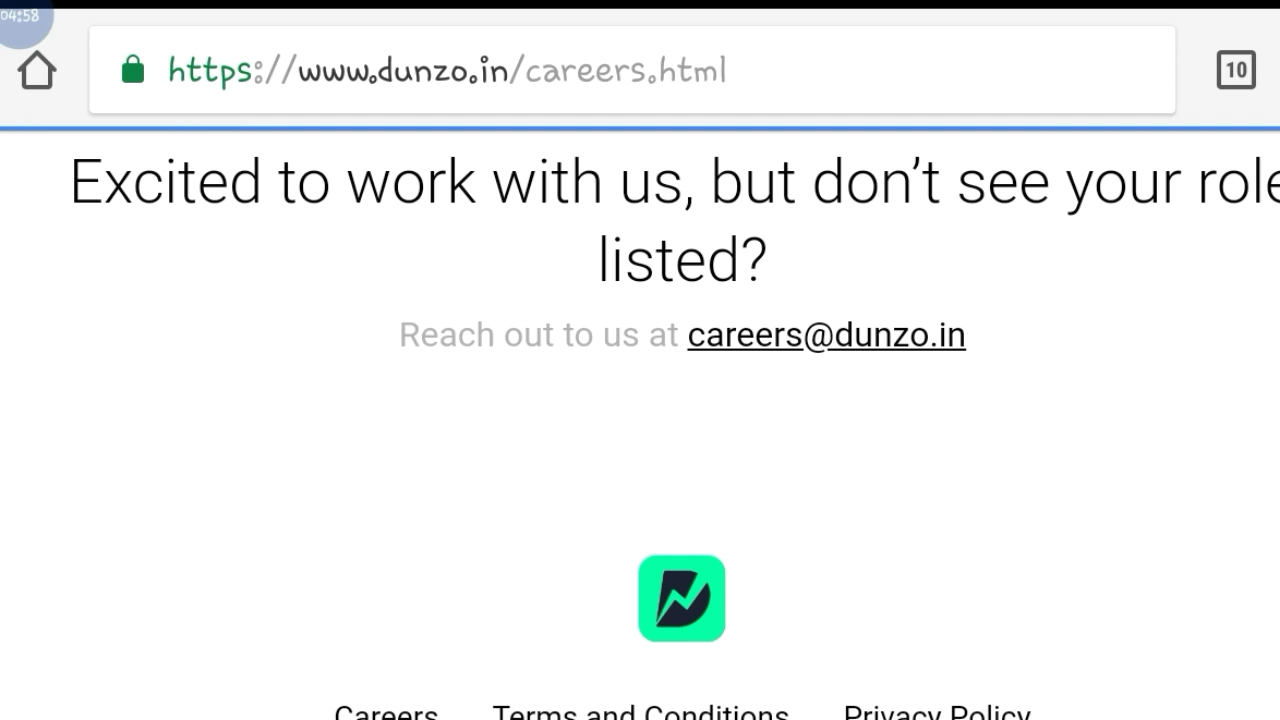 04:58
https://www.dunzo.in/careers.html
10
Excited to work with us, but don’t see your role
listed?
Reach out to us at careers@dunzo.in
Careers Terms and Conditions Privacy Policy